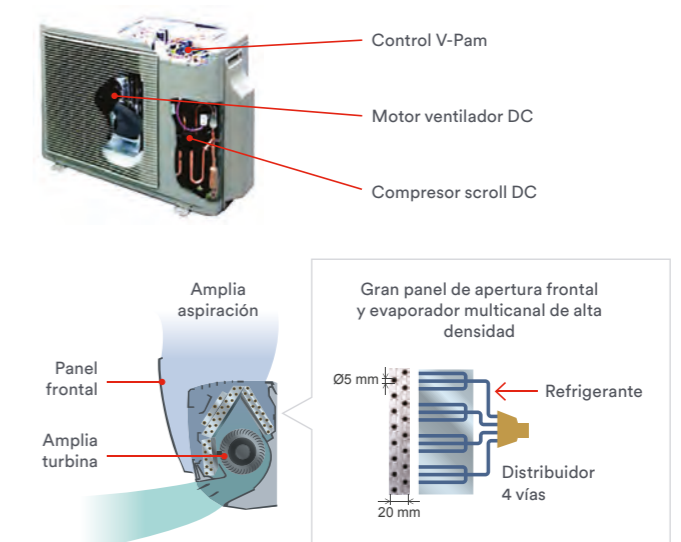 Control V-Pam
Motor ventilador DC
Compresor scroll DC
Amplia
aspiración
Panel
frontal
Amplia
turbina
Gran panel de apertura frontal
y evaporador multicanal de alta
densidad
Ø5 mm
Refrigerante
Distribuidor
4 vías
20 mm